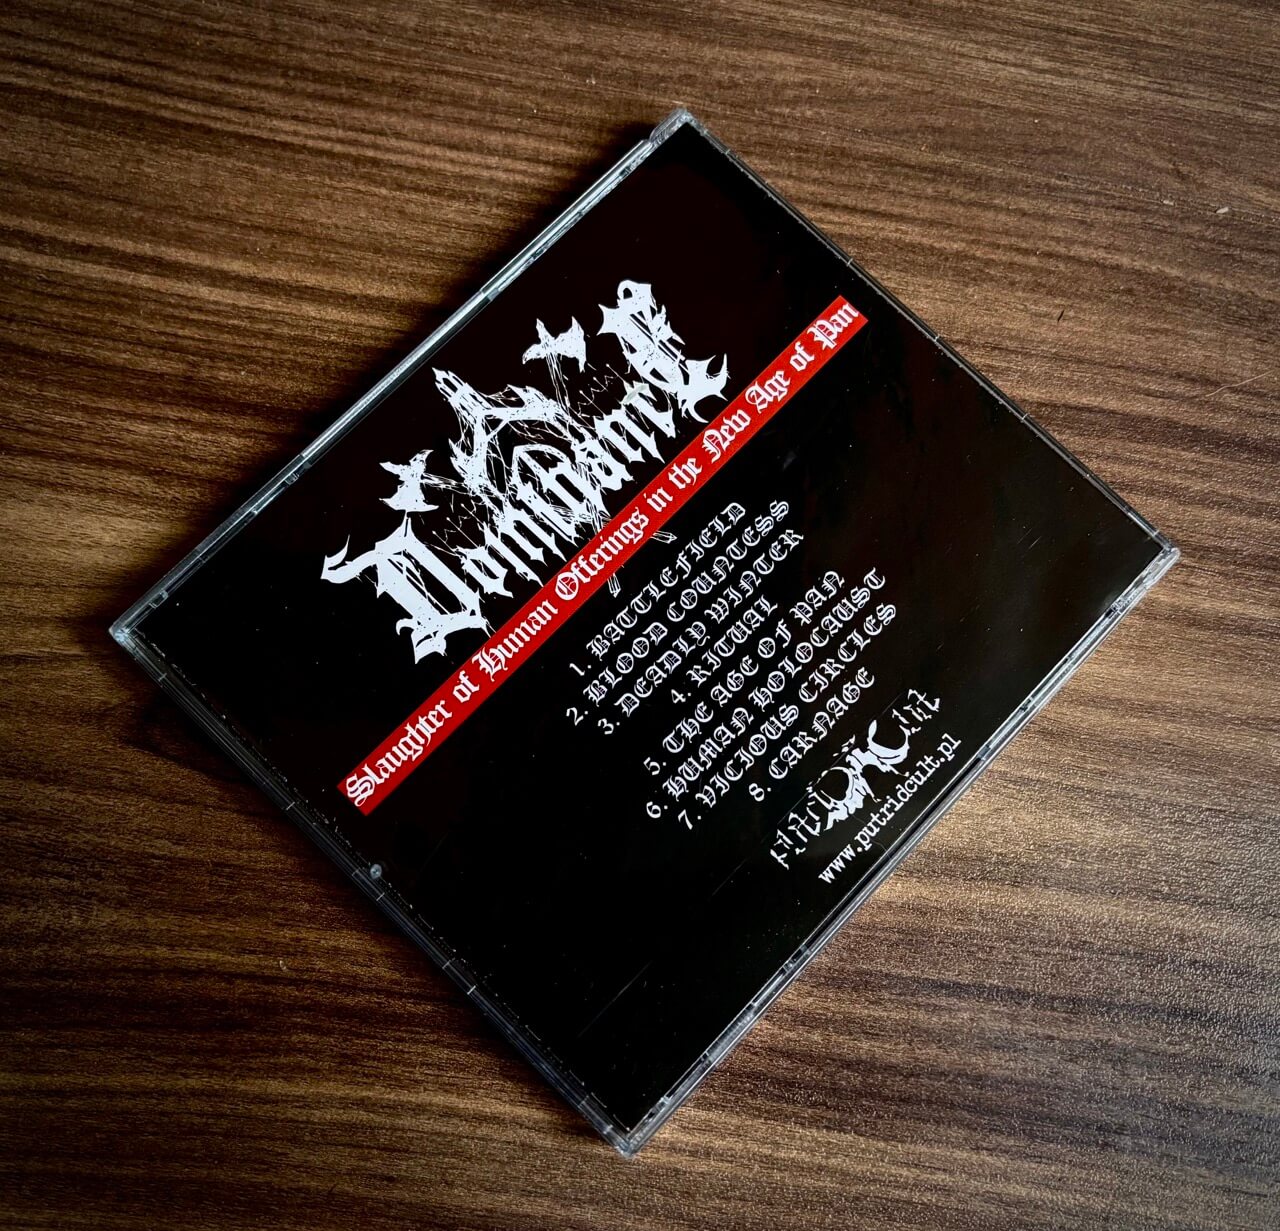 Dominance
Slaughter of Human Offerings in the New Age of Pan
1. BATTLEFIELD
2. BLOOD COUNTESS
3. DEADLY WINTER
4. RITUAL
5. THE AGE OF PAN
6. HUMAN HOLOCAUST
7. VICIOUS CIRCLES
8. CARNAGE
www.putridcult.pl